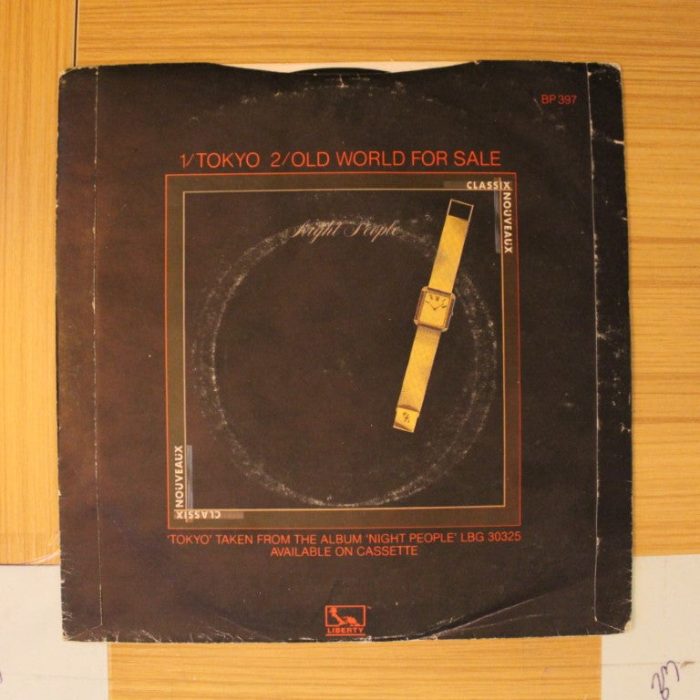 BP 397
1/TOKYO 2/OLD WORLD FOR SALE
CLASSIX
NOUVEAUX
Night People
NOUVEAUX
CLASSIX
'TOKYO' TAKEN FROM THE ALBUM 'NIGHT PEOPLE' LBG 30325
AVAILABLE ON CASSETTE
LIBERTY